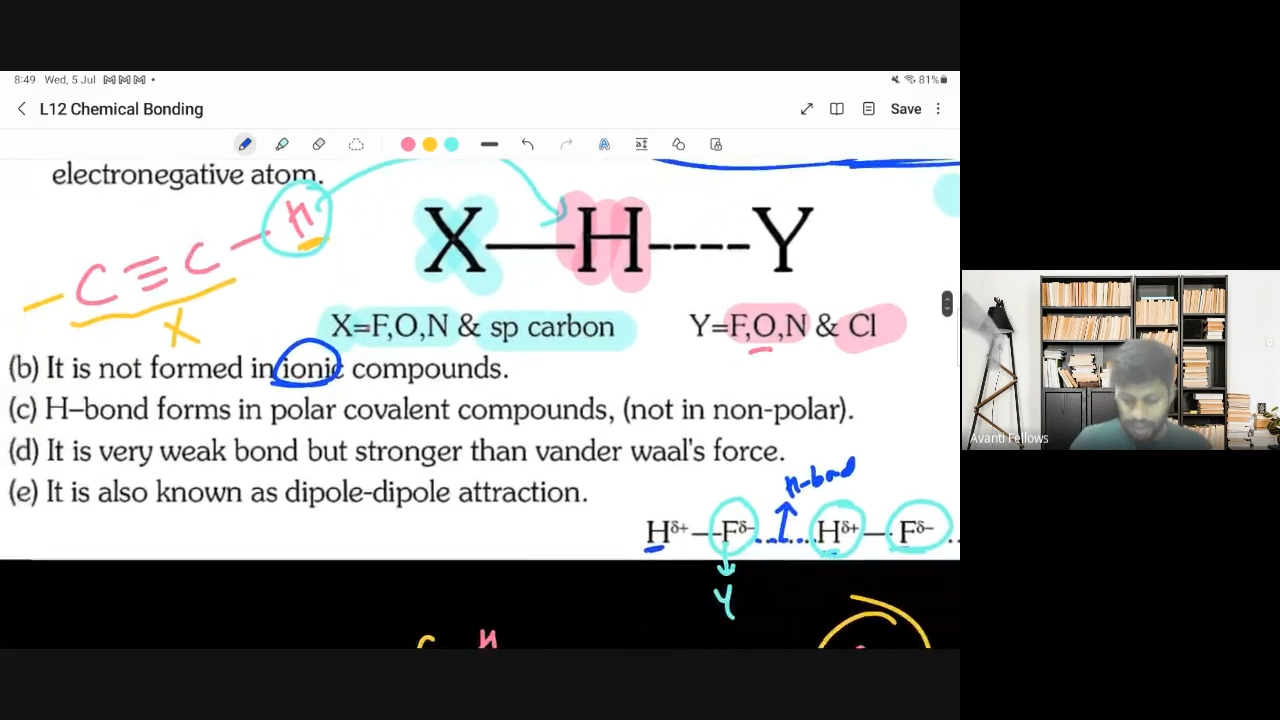 8:49 Wed, 5 Jul
81%
L12 Chemical Bonding
Save
electronegative atom.
X—H----Y
—C≡C—H
X
X=F,O,N & sp carbon
Y=F,O,N & Cl
(b) It is not formed in ionic compounds.
(c) H–bond forms in polar covalent compounds, (not in non-polar).
(d) It is very weak bond but stronger than vander waal's force.
(e) It is also known as dipole-dipole attraction.
H-bond
Hδ+—Fδ–.......Hδ+—Fδ–..
Y
H
Avanti Fellows